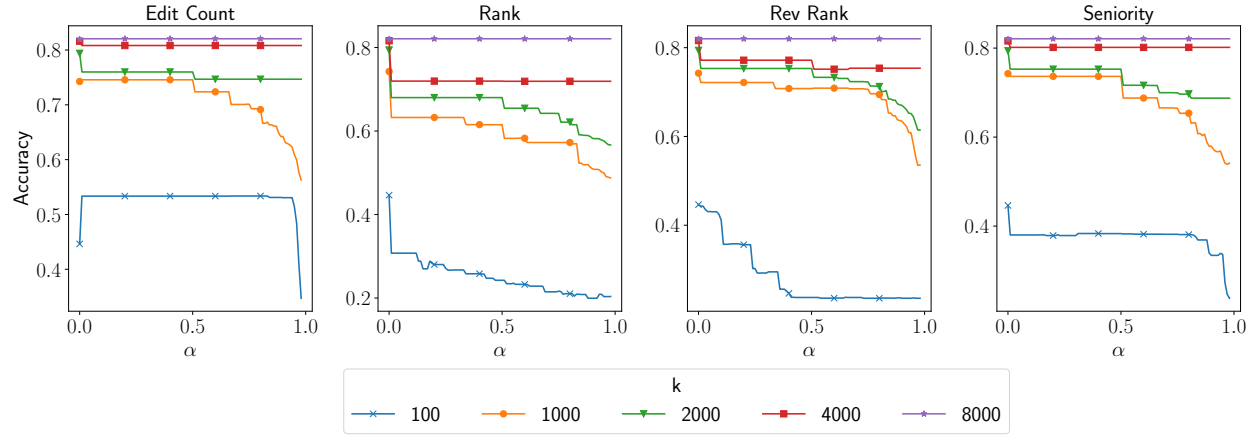 Edit Count Rank Rev Rank Seniority
0.8 0.8 0.8 0.8
0.7
0.6 0.6 0.6
0.6
0.5
0.4 0.4 0.4
0.4
0.2
Accuracy
0.0 0.5 1.0 0.0 0.5 1.0 0.0 0.5 1.0 0.0 0.5 1.0
α α α α
k
100 1000 2000 4000 8000